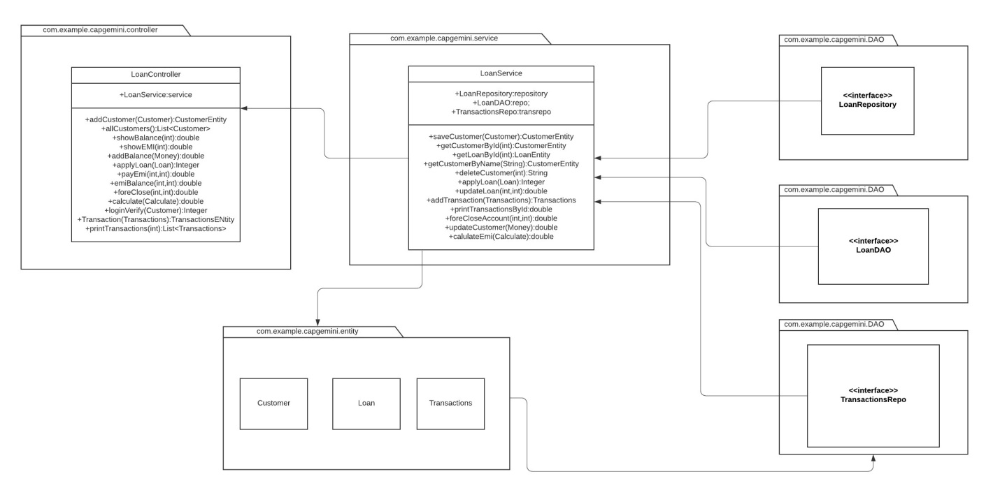 com.example.capgemini.controller
LoanController
+LoanService:service
+addCustomer(Customer):CustomerEntity
+allCustomers():List<Customer>
+showBalance(int):double
+showEMI(int):double
+addBalance(Money):double
+applyLoan(Loan):Integer
+payEmi(int,int):double
+emiBalance(int,int):double
+foreClose(int,int):double
+calculate(Calculate):double
+loginVerify(Customer):Integer
+Transaction(Transactions):TransactionsENtity
+printTransactions(int):List<Transactions>
com.example.capgemini.service
LoanService
+LoanRepository:repository
+LoanDAO:repo;
+TransactionsRepo:transrepo
+saveCustomer(Customer):CustomerEntity
+getCustomerById(int):CustomerEntity
+getLoanById(int):LoanEntity
+getCustomerByName(String):CustomerEntity
+deleteCustomer(int):String
+applyLoan(Loan):Integer
+updateLoan(int,int):double
+addTransaction(Transactions):Transactions
+printTransactionsById:double
+foreCloseAccount(int,int):double
+updateCustomer(Money):double
+calulateEmi(Calculate):double
com.example.capgemini.DAO
<<interface>>
LoanRepository
com.example.capgemini.DAO
<<interface>>
LoanDAO
com.example.capgemini.DAO
<<interface>>
TransactionsRepo
com.example.capgemini.entity
Customer
Loan
Transactions